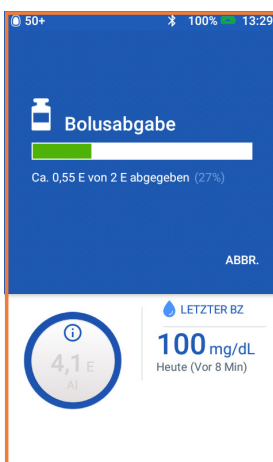 50+ 100% 13:29
Bolusabgabe
Ca. 0,55 E von 2 E abgegeben (27%)
ABBR.
LETZTER BZ
100 mg/dL
Heute (Vor 8 Min)
4,1 E
AI